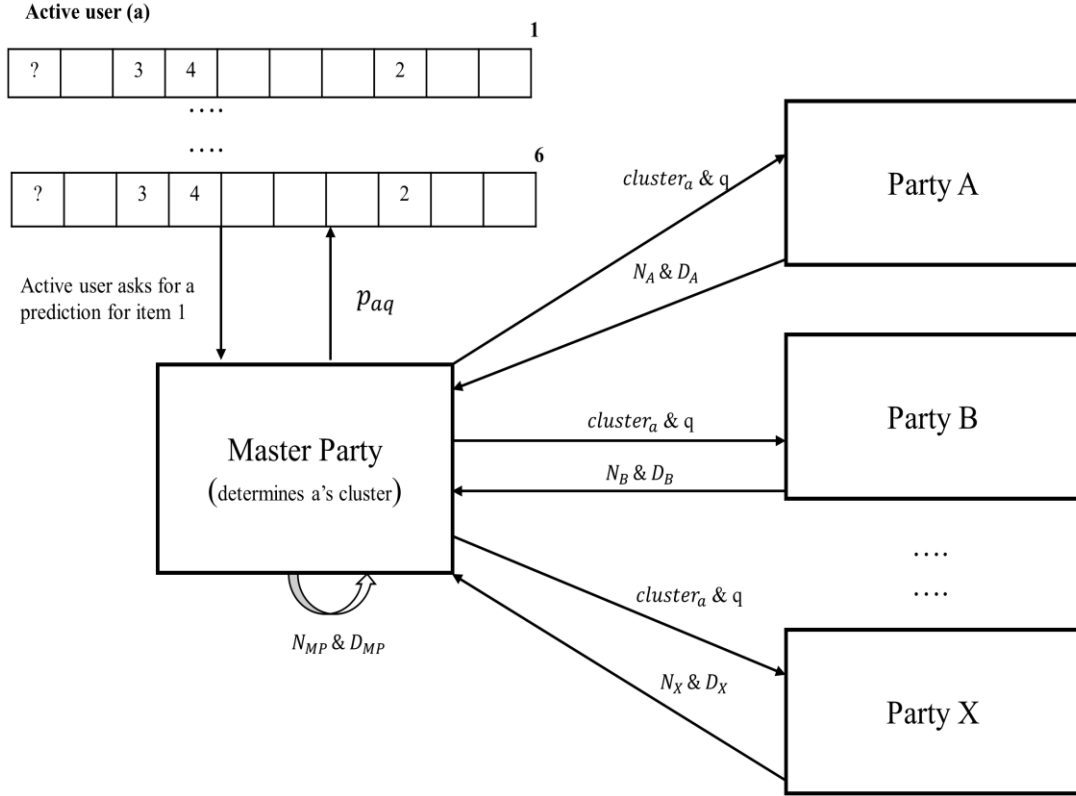 Active user (a)
1
? 3 4 2
....
....
6
? 3 4 2
Active user asks for a
prediction for item 1
p_aq
cluster_a & q
Party A
N_A & D_A
Master Party
(determines a's cluster)
cluster_a & q
Party B
N_B & D_B
....
....
cluster_a & q
N_MP & D_MP
N_X & D_X
Party X